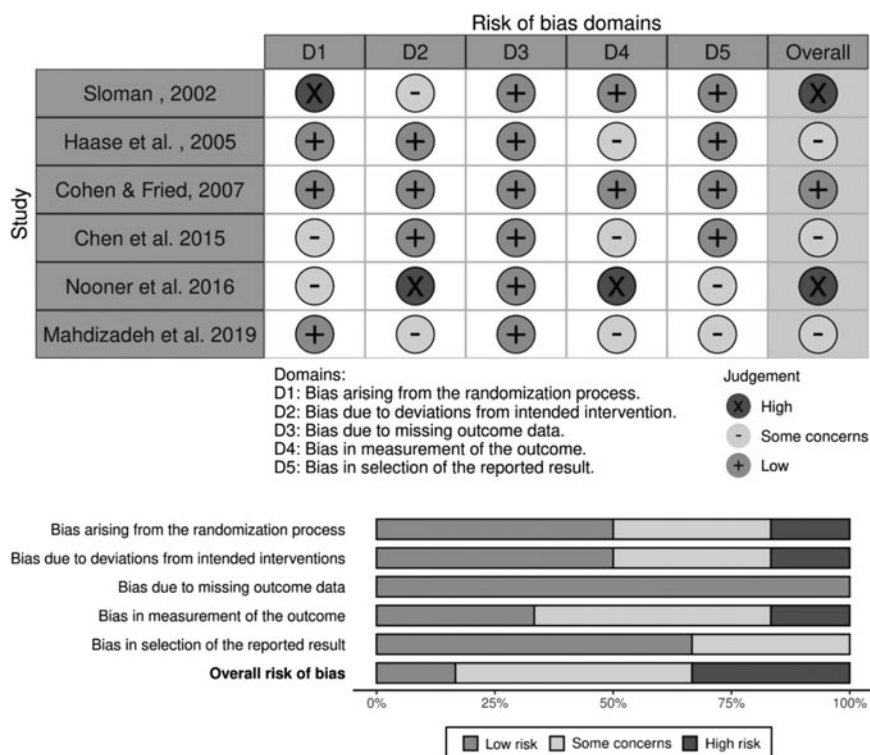 Risk of bias domains
D1 D2 D3 D4 D5 Overall
Study
Sloman , 2002 X - + + + X
Haase et al. , 2005 + + + - + -
Cohen & Fried, 2007 + + + + + +
Chen et al. 2015 - + + - + -
Nooner et al. 2016 - X + X - X
Mahdizadeh et al. 2019 + - + - - -
Domains:
D1: Bias arising from the randomization process.
D2: Bias due to deviations from intended intervention.
D3: Bias due to missing outcome data.
D4: Bias in measurement of the outcome.
D5: Bias in selection of the reported result.
Judgement
X High
- Some concerns
+ Low
Bias arising from the randomization process
Bias due to deviations from intended interventions
Bias due to missing outcome data
Bias in measurement of the outcome
Bias in selection of the reported result
Overall risk of bias
0% 25% 50% 75% 100%
Low risk Some concerns High risk